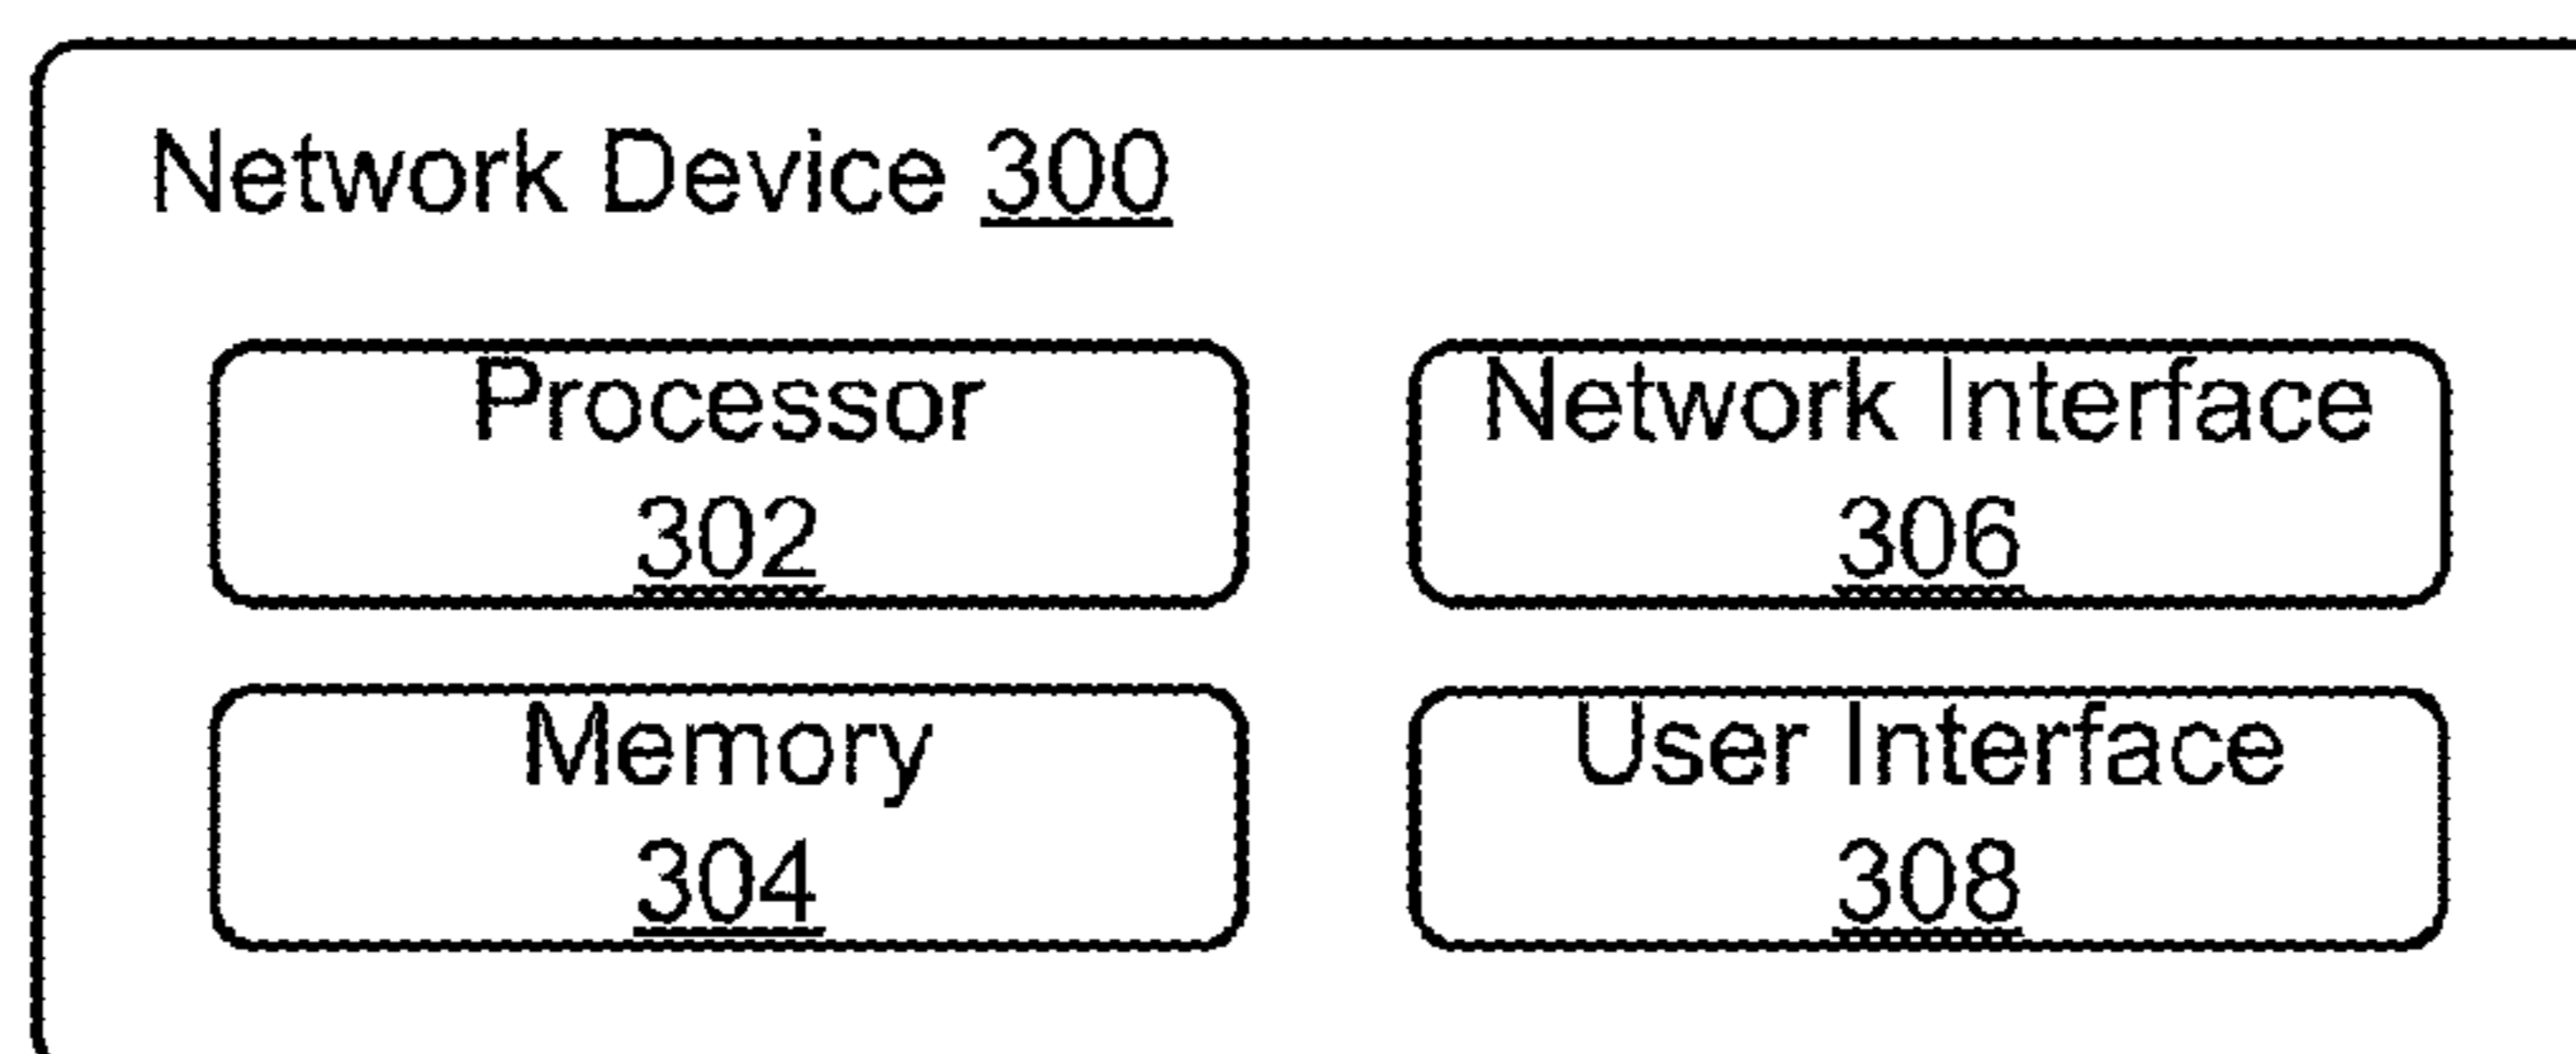 Network Device 300
Processor
302
Network Interface
306
Memory
304
User Interface
308